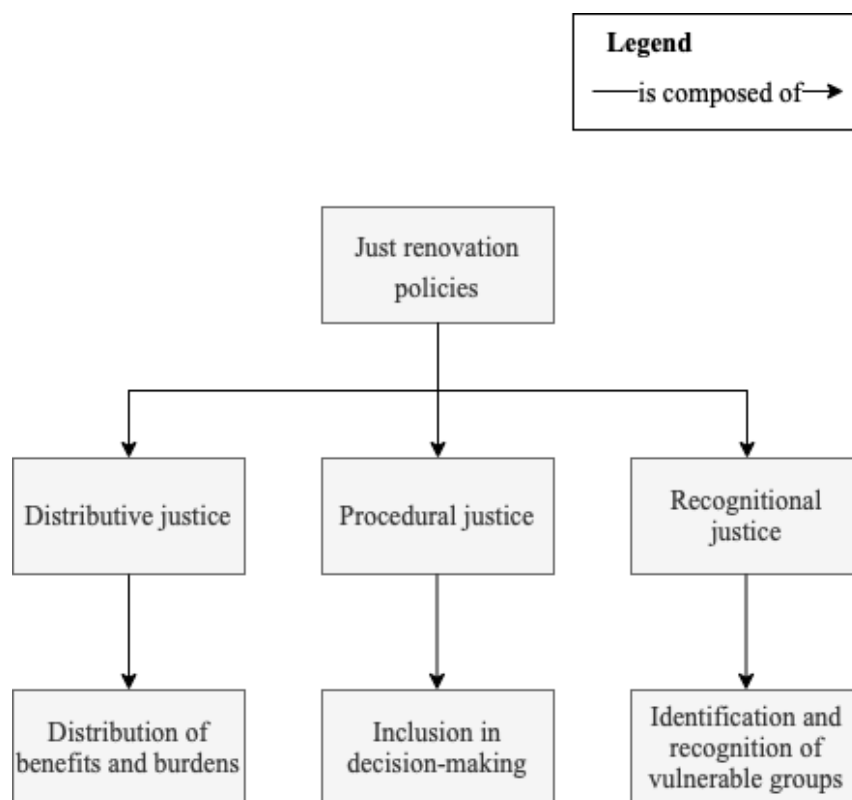 Legend
is composed of
Just renovation
policies
Distributive justice
Procedural justice
Recognitional
justice
Distribution of
benefits and burdens
Inclusion in
decision-making
Identification and
recognition of
vulnerable groups